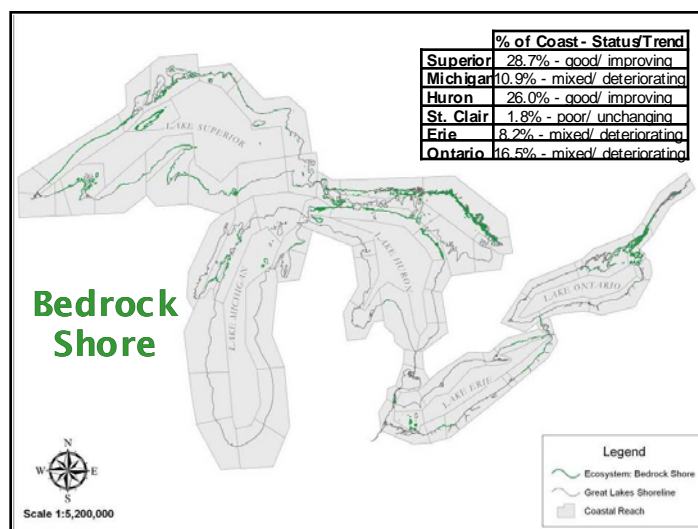 % of Coast - Status/Trend
Superior 28.7% - good/ improving
Michigan 10.9% - mixed/ deteriorating
Huron 26.0% - good/ improving
St. Clair 1.8% - poor/ unchanging
Erie 8.2% - mixed/ deteriorating
Ontario 16.5% - mixed/ deteriorating
LAKE SUPERIOR
LAKE MICHIGAN
LAKE HURON
LAKE ONTARIO
LAKE ERIE
Bedrock
Shore
N
W E
S
Scale 1:5,200,000
Legend
Ecosystem: Bedrock Shore
Great Lakes Shoreline
Coastal Reach